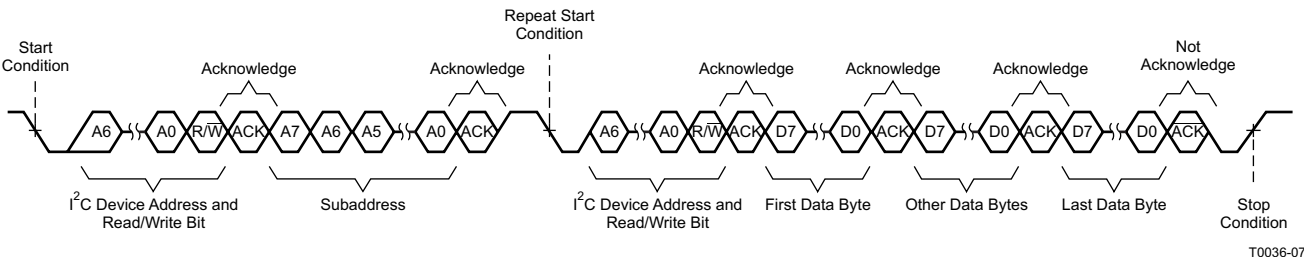 Repeat Start
Condition
Start
Condition
Not
Acknowledge
Acknowledge
Acknowledge
Acknowledge
Acknowledge
Acknowledge
A6 A0 R/W̅ ACK A7 A6 A5 A0 ACK A6 A0 R/W̅ ACK D7 D0 ACK D7 D0 ACK D7 D0 A̅C̅K̅
I²C Device Address and
Read/Write Bit
Subaddress
I²C Device Address and
Read/Write Bit
First Data Byte
Other Data Bytes
Last Data Byte
Stop
Condition
T0036-07